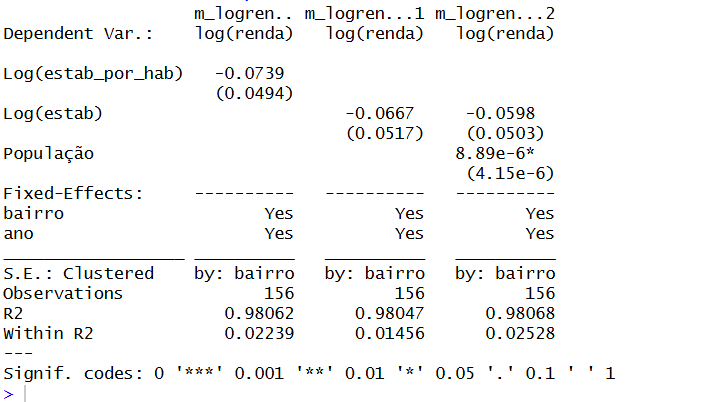 m_logren.. m_logren...1 m_logren...2
Dependent Var.:    log(renda)   log(renda)   log(renda)

Log(estab_por_hab)   -0.0739
                     (0.0494)
Log(estab)                        -0.0667      -0.0598
                                  (0.0517)     (0.0503)
População                                     8.89e-6*
                                               (4.15e-6)
Fixed-Effects:     ----------   ----------   ----------
bairro                    Yes          Yes          Yes
ano                       Yes          Yes          Yes
__________________ __________   __________   __________
S.E.: Clustered    by: bairro   by: bairro   by: bairro
Observations              156          156          156
R2                    0.98062      0.98047      0.98068
Within R2             0.02239      0.01456      0.02528
---
Signif. codes: 0 '***' 0.001 '**' 0.01 '*' 0.05 '.' 0.1 ' ' 1
>